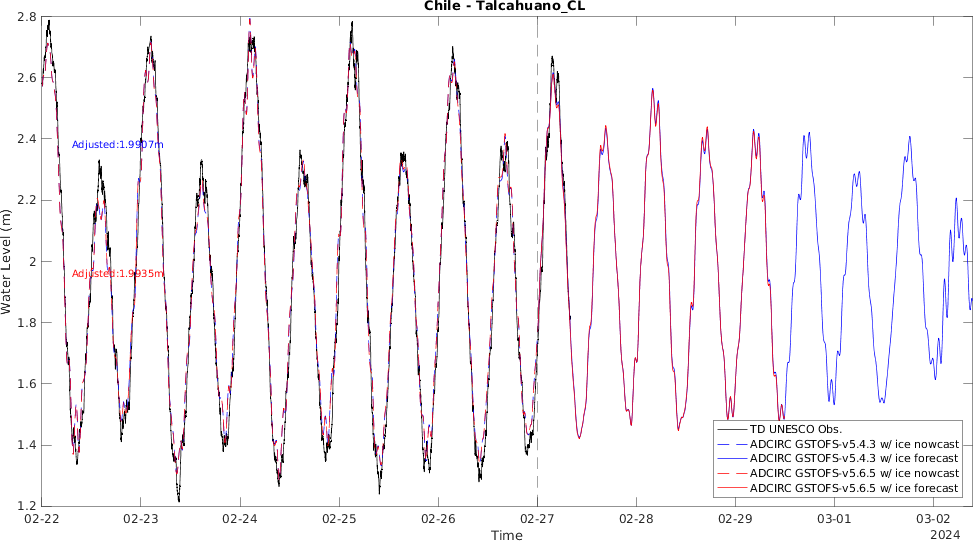 Chile - Talcahuano_CL
2.8
2.6
2.4
2.2
2
1.8
1.6
1.4
1.2
Water Level (m)
Adjusted:1.9907m
Adjusted:1.9935m
TD UNESCO Obs.
ADCIRC GSTOFS-v5.4.3 w/ ice nowcast
ADCIRC GSTOFS-v5.4.3 w/ ice forecast
ADCIRC GSTOFS-v5.6.5 w/ ice nowcast
ADCIRC GSTOFS-v5.6.5 w/ ice forecast
02-22 02-23 02-24 02-25 02-26 02-27 02-28 02-29 03-01 03-02
Time 2024